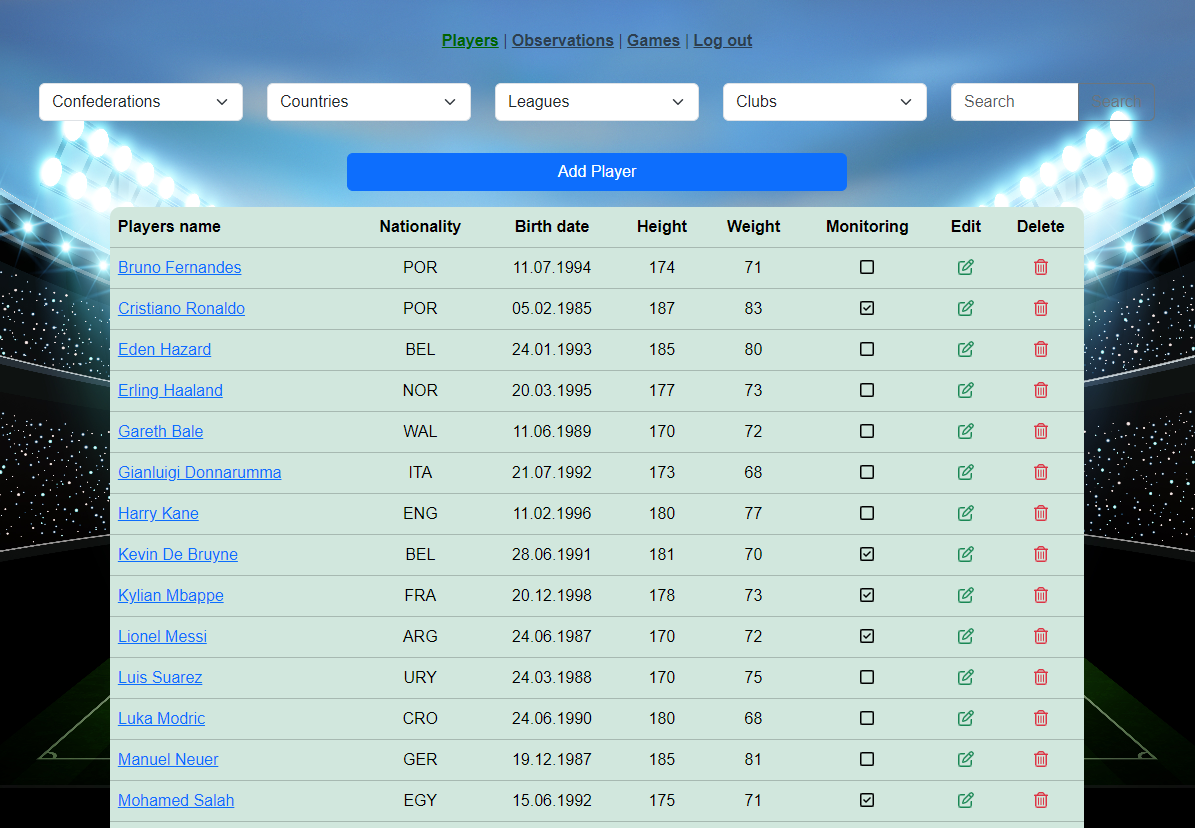 Players | Observations | Games | Log out
Confederations Countries Leagues Clubs Search Search
Add Player
Players name Nationality Birth date Height Weight Monitoring Edit Delete
Bruno Fernandes POR 11.07.1994 174 71
Cristiano Ronaldo POR 05.02.1985 187 83
Eden Hazard BEL 24.01.1993 185 80
Erling Haaland NOR 20.03.1995 177 73
Gareth Bale WAL 11.06.1989 170 72
Gianluigi Donnarumma ITA 21.07.1992 173 68
Harry Kane ENG 11.02.1996 180 77
Kevin De Bruyne BEL 28.06.1991 181 70
Kylian Mbappe FRA 20.12.1998 178 73
Lionel Messi ARG 24.06.1987 170 72
Luis Suarez URY 24.03.1988 170 75
Luka Modric CRO 24.06.1990 180 68
Manuel Neuer GER 19.12.1987 185 81
Mohamed Salah EGY 15.06.1992 175 71